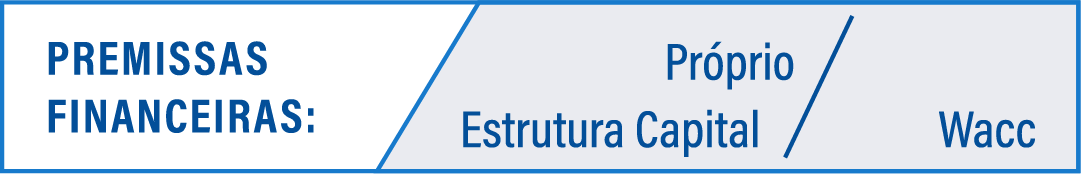 PREMISSAS
FINANCEIRAS:
Próprio
Estrutura Capital
Wacc